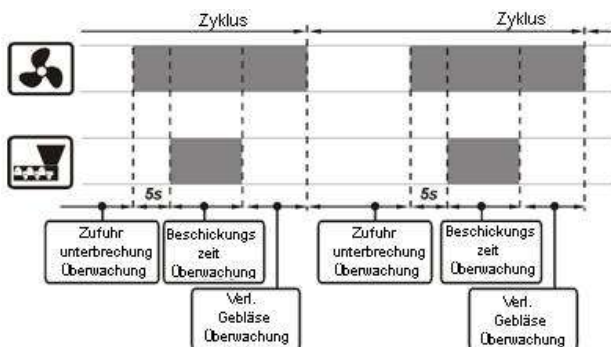 Zyklus
Zyklus
5s
5s
Zufuhr
unterbrechung
Überwachung
Beschickungs
zeit
Überwachung
Verl.
Gebläse
Überwachung
Zufuhr
unterbrechung
Überwachung
Beschickungs
zeit
Überwachung
Verl.
Gebläse
Überwachung